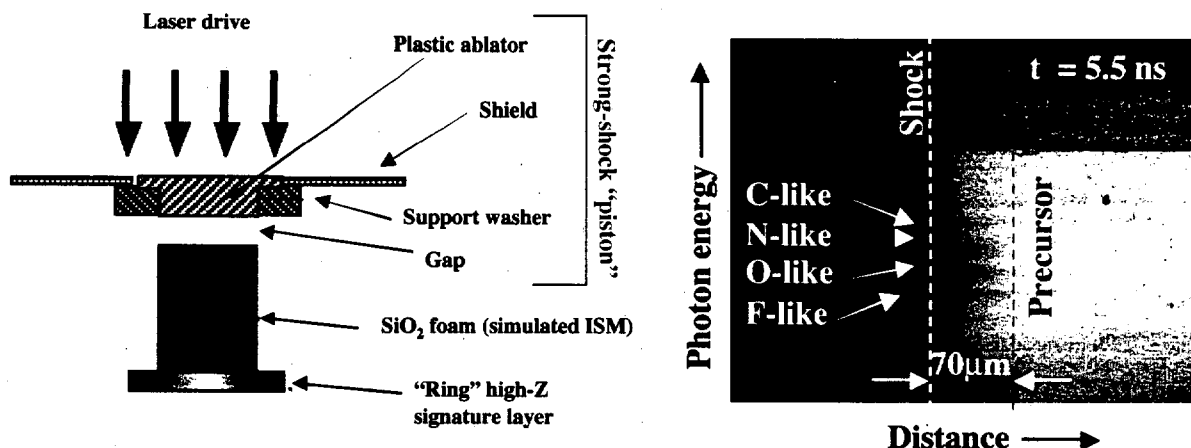 Laser drive
Plastic ablator
Shield
Support washer
Gap
SiO₂ foam (simulated ISM)
"Ring" high-Z
signature layer
Strong-shock "piston"
Photon energy
Shock
t = 5.5 ns
C-like
N-like
O-like
F-like
Precursor
70μm
Distance